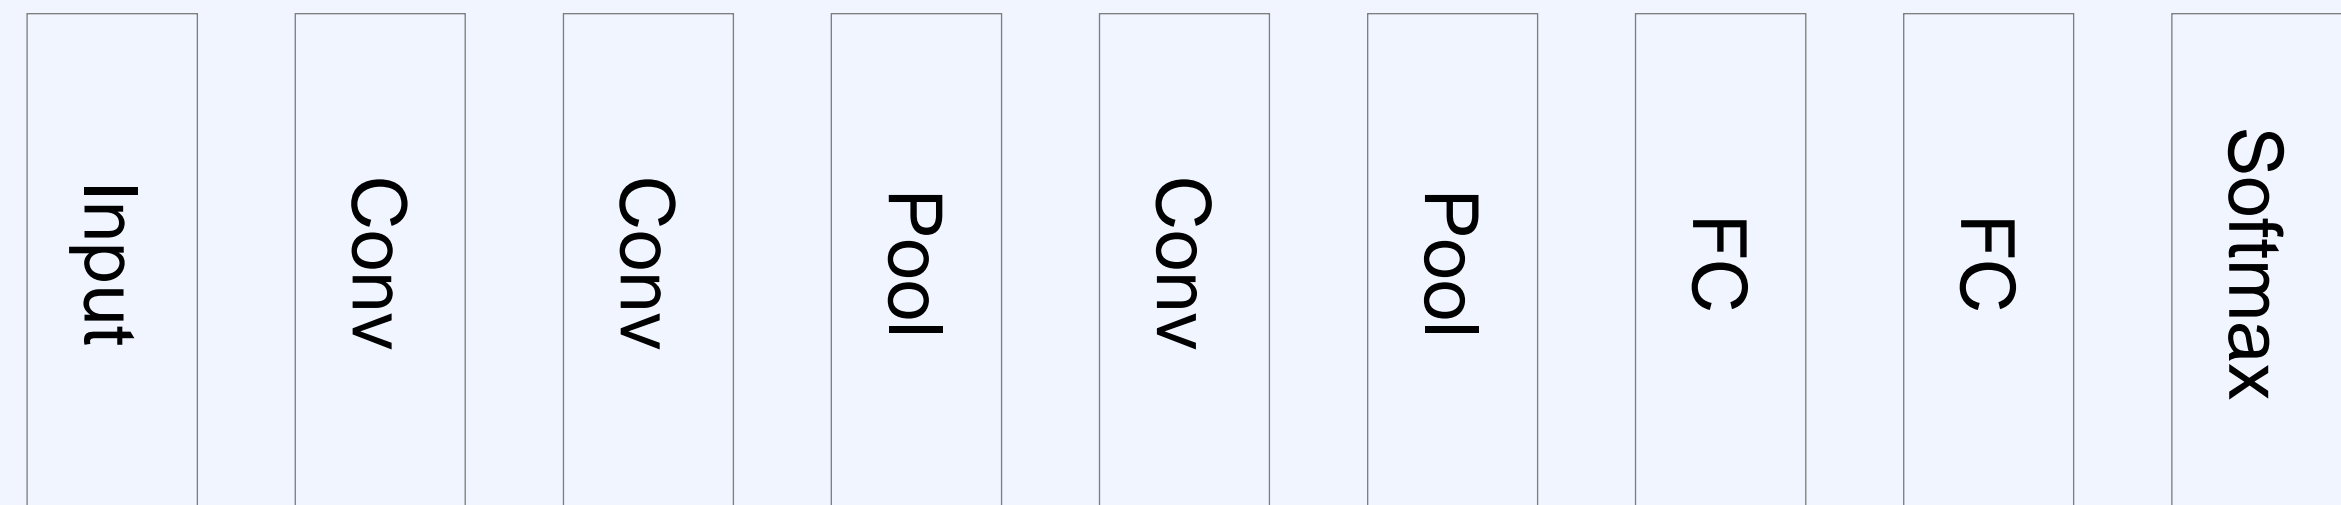 Input
Conv
Conv
Pool
Conv
Pool
FC
FC
Softmax